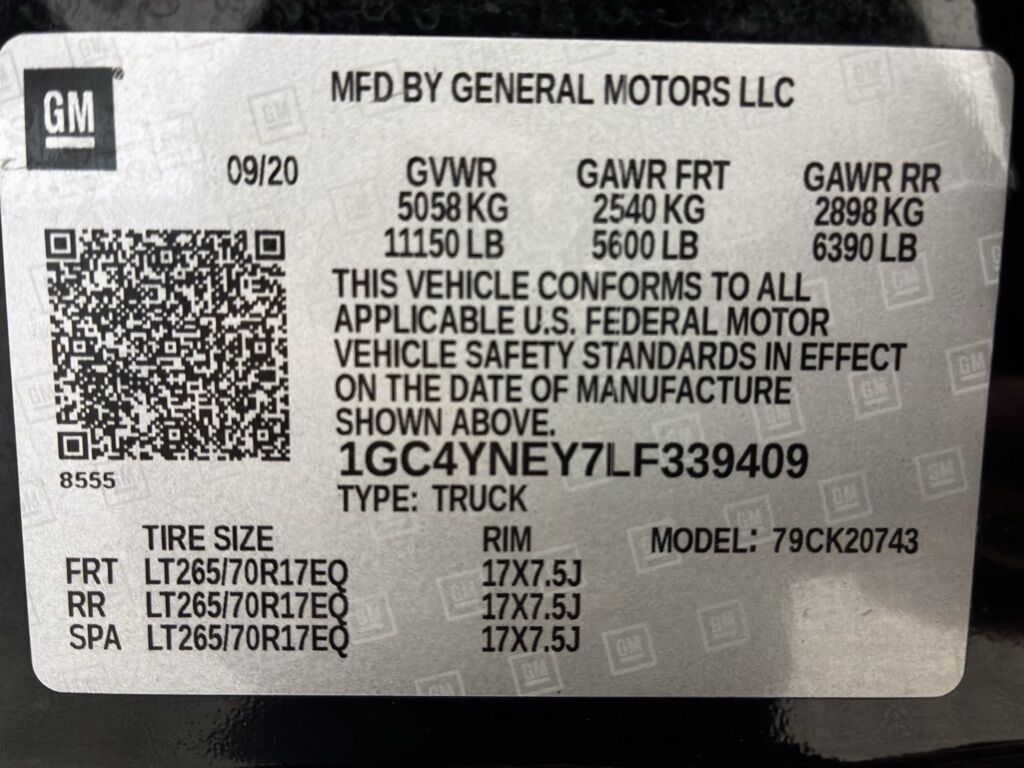 GM®
MFD BY GENERAL MOTORS LLC
09/20 GVWR GAWR FRT GAWR RR
5058 KG 2540 KG 2898 KG
11150 LB 5600 LB 6390 LB
THIS VEHICLE CONFORMS TO ALL
APPLICABLE U.S. FEDERAL MOTOR
VEHICLE SAFETY STANDARDS IN EFFECT
ON THE DATE OF MANUFACTURE
SHOWN ABOVE.
1GC4YNEY7LF339409
8555
TYPE: TRUCK
TIRE SIZE RIM MODEL: 79CK20743
FRT LT265/70R17EQ 17X7.5J
RR LT265/70R17EQ 17X7.5J
SPA LT265/70R17EQ 17X7.5J